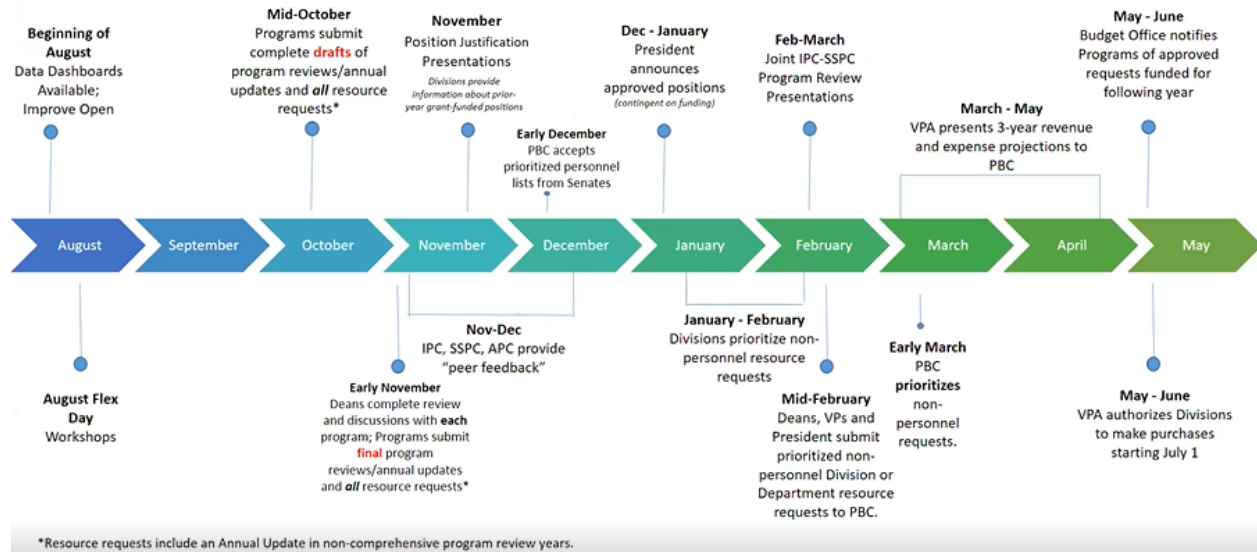 Beginning of
August
Data Dashboards
Available;
Improve Open
Mid-October
Programs submit
complete drafts of
program reviews/annual
updates and all resource
requests*
November
Position Justification
Presentations
Divisions provide
information about prior-
year grant-funded positions
Early December
PBC accepts
prioritized personnel
lists from Senates
Dec - January
President
announces
approved positions
(contingent on funding)
Feb-March
Joint IPC-SSPC
Program Review
Presentations
March - May
VPA presents 3-year revenue
and expense projections to
PBC
May - June
Budget Office notifies
Programs of approved
requests funded for
following year
August
September
October
November
December
January
February
March
April
May
August Flex
Day
Workshops
Early November
Deans complete review
and discussions with each
program; Programs submit
final program
reviews/annual updates
and all resource requests*
Nov-Dec
IPC, SSPC, APC provide
“peer feedback”
January - February
Divisions prioritize non-
personnel resource
requests
Mid-February
Deans, VPs and
President submit
prioritized non-
personnel Division or
Department resource
requests to PBC.
Early March
PBC
prioritizes
non-
personnel
requests.
May - June
VPA authorizes Divisions
to make purchases
starting July 1
*Resource requests include an Annual Update in non-comprehensive program review years.